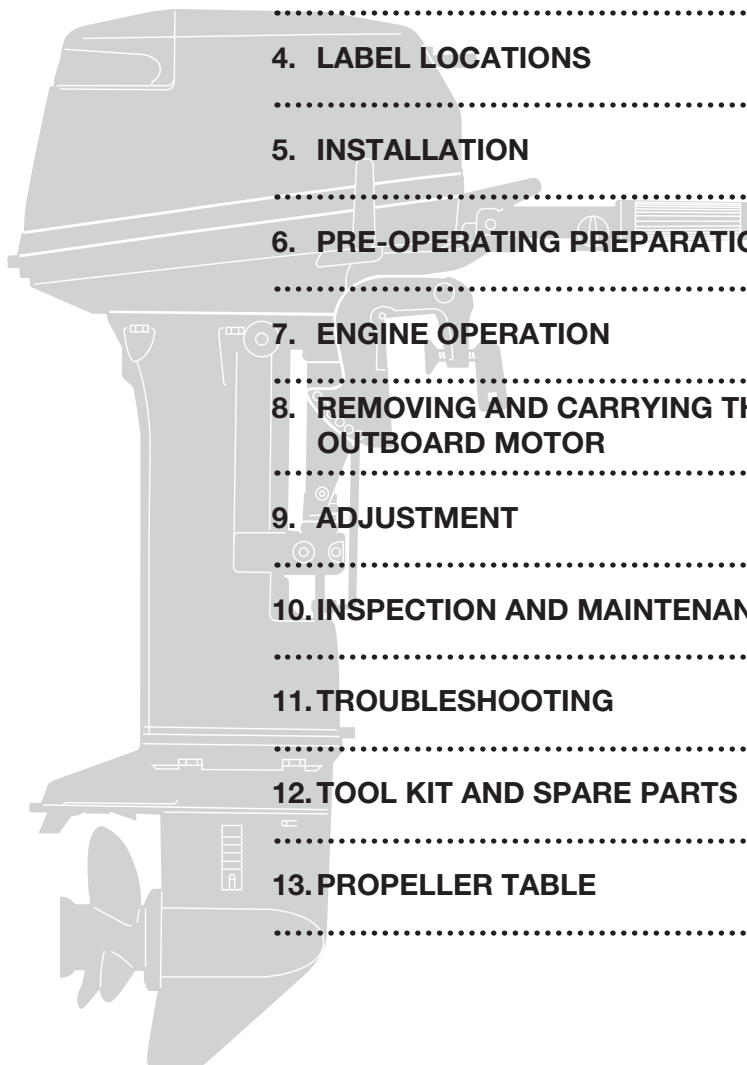 4. LABEL LOCATIONS
5. INSTALLATION
6. PRE-OPERATING
7. ENGINE OPERATION
8. REMOVING AND CARRYING
OUTBOARD MOTOR
9. ADJUSTMENT
10. INSPECTION AND
11. TROUBLESHOOTING
12. TOOL KIT AND SPARE PARTS
13. PROPELLER TABLE